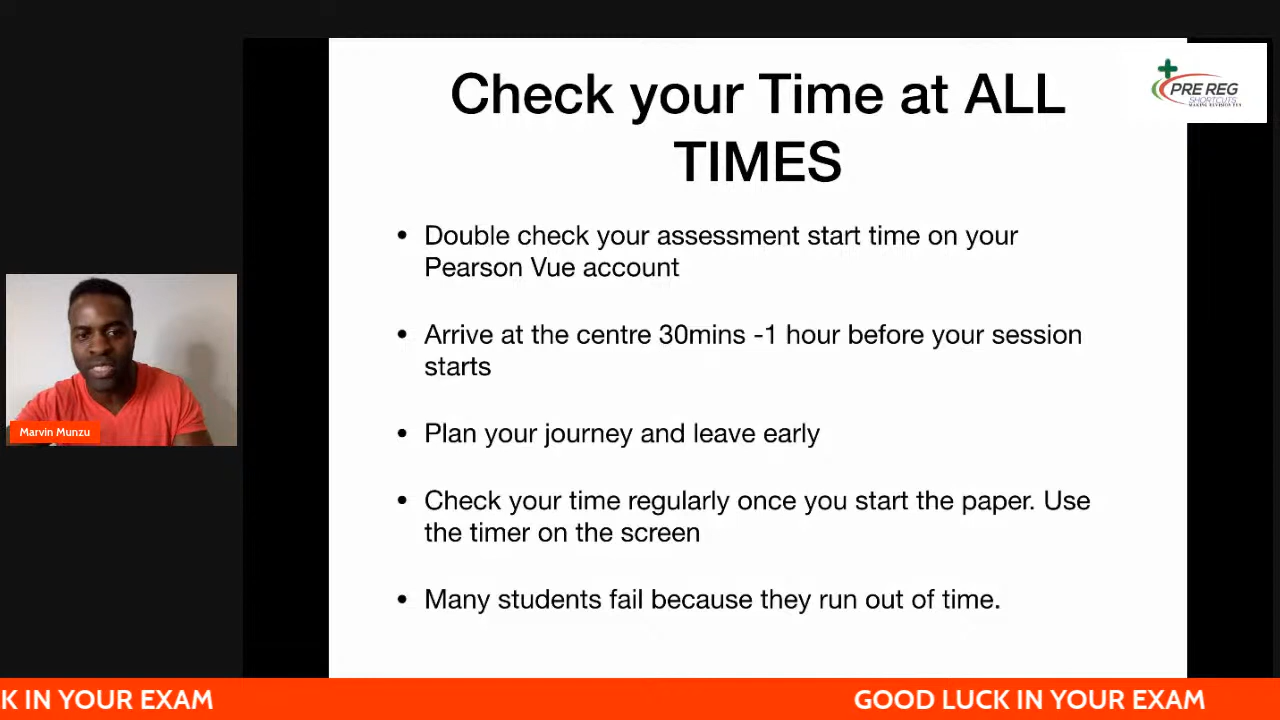 Check your Time at ALL
TIMES
PRE REG
SHORTCUTS
MAKING REVISION FUN
• Double check your assessment start time on your
Pearson Vue account
• Arrive at the centre 30mins -1 hour before your session
starts
• Plan your journey and leave early
• Check your time regularly once you start the paper. Use
the timer on the screen
• Many students fail because they run out of time.
Marvin Munzu
K IN YOUR EXAM
GOOD LUCK IN YOUR EXAM